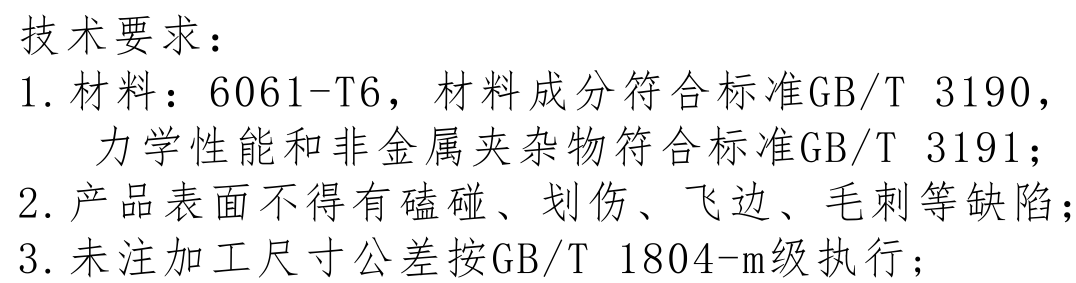 技术要求：
1.材料：6061-T6，材料成分符合标准GB/T 3190，
力学性能和非金属夹杂物符合标准GB/T 3191；
2.产品表面不得有磕碰、划伤、飞边、毛刺等缺陷；
3.未注加工尺寸公差按GB/T 1804-m级执行；